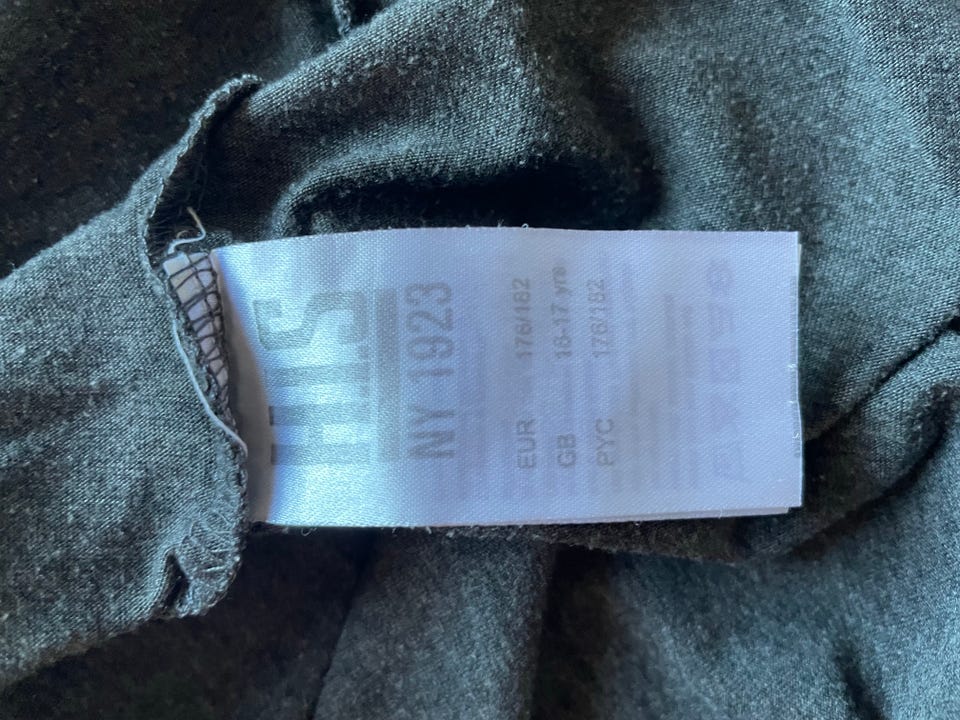 H.I.S
NY 1923
EUR 176/182
GB 16-17 yrs
PYC 176/182